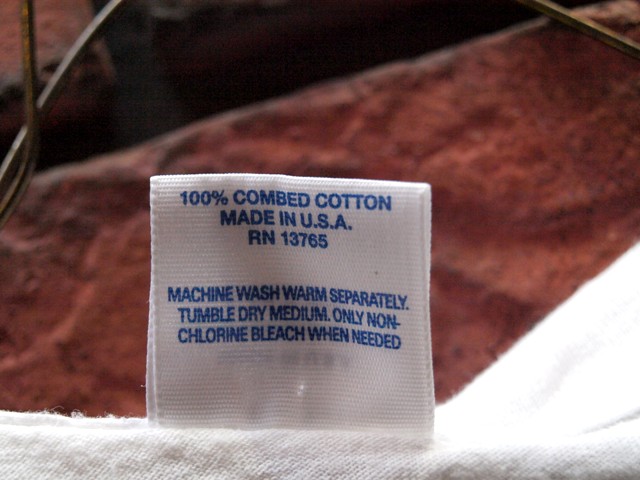 100% COMBED COTTON
MADE IN U.S.A.
RN 13765
MACHINE WASH WARM SEPARATELY.
TUMBLE DRY MEDIUM. ONLY NON-
CHLORINE BLEACH WHEN NEEDED